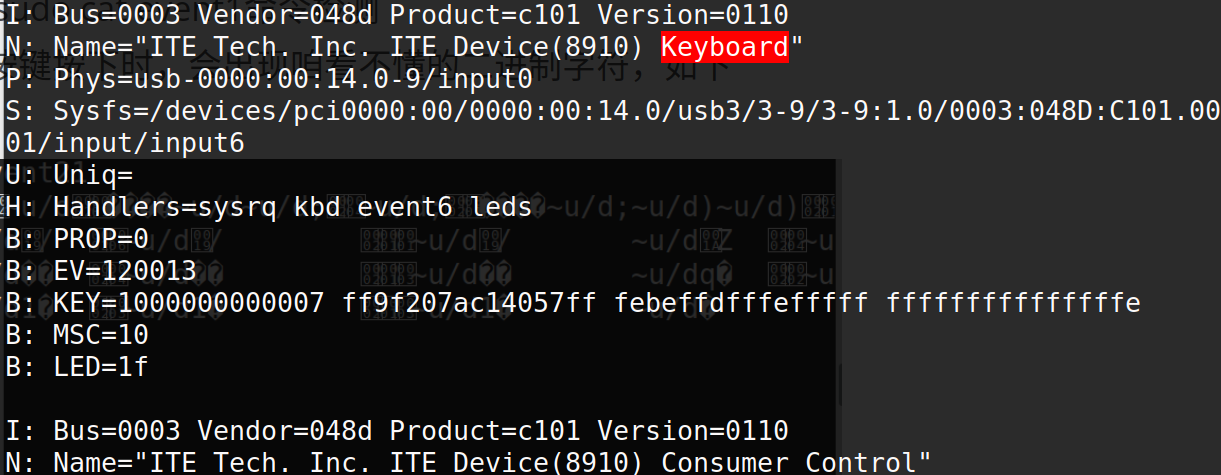 I: Bus=0003 Vendor=048d Product=c101 Version=0110
N: Name="ITE Tech. Inc. ITE Device(8910) Keyboard"
P: Phys=usb-0000:00:14.0-9/input0
S: Sysfs=/devices/pci0000:00/0000:00:14.0/usb3/3-9/3-9:1.0/0003:048D:C101.00
01/input/input6
U: Uniq=
H: Handlers=sysrq kbd event6 leds
B: PROP=0
B: EV=120013
B: KEY=1000000000007 ff9f207ac14057ff febeffdfffefffff fffffffffffffffe
B: MSC=10
B: LED=1f
I: Bus=0003 Vendor=048d Product=c101 Version=0110
N: Name="ITE Tech. Inc. ITE Device(8910) Consumer Control"